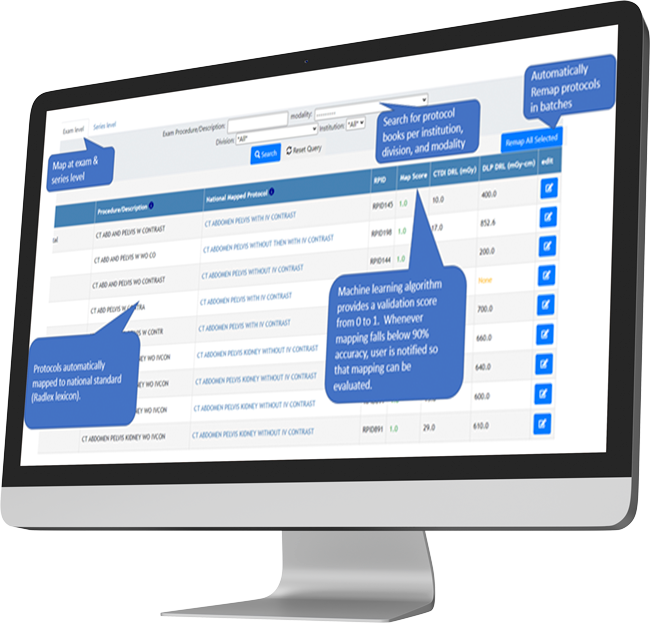 Exam level Series level
Exam Procedure/Description: modality: ----------
Division: *All* Institution: *All*
Search Reset Query
Map at exam &
series level
Search for protocol
books per institution,
division, and modality
Automatically
Remap protocols
in batches
Remap All Selected
Procedure/Description National Mapped Protocol RPID Map Score CTDI DRL (mGy) DLP DRL (mGy-cm) edit
CT ABD AND PELVIS W CONTRAST CT ABDOMEN PELVIS WITH IV CONTRAST RPID145 1.0 10.0 400.0
CT ABD AND PELVIS W WO CO CT ABDOMEN PELVIS WITHOUT THEN WITH IV CONTRAST RPID198 1.0 17.0 852.6
CT ABD AND PELVIS WO CONTRAST CT ABDOMEN PELVIS WITHOUT IV CONTRAST RPID144 1.0 200.0
CT ABD PELVIS W CT ABDOMEN PELVIS WITH IV CONTRAST None
W CONTR CT ABDOMEN PELVIS WITH IV CONTRAST 700.0
KIDNEY WO IVCON CT ABDOMEN PELVIS KIDNEY WITHOUT IV CONTRAST 660.0
KIDNEY WO IVCON CT ABDOMEN PELVIS KIDNEY WITHOUT IV CONTRAST 640.0
KIDNEY WO IVCON CT ABDOMEN PELVIS KIDNEY WITHOUT IV CONTRAST 600.0
CT ABDOMEN PELVIS KIDNEY WO IVCON CT ABDOMEN PELVIS KIDNEY WITHOUT IV CONTRAST RPID891 1.0 29.0 610.0
Machine learning algorithm
provides a validation score
from 0 to 1. Whenever
mapping falls below 90%
accuracy, user is notified so
that mapping can be
evaluated.
Protocols automatically
mapped to national standard
(Radlex lexicon).